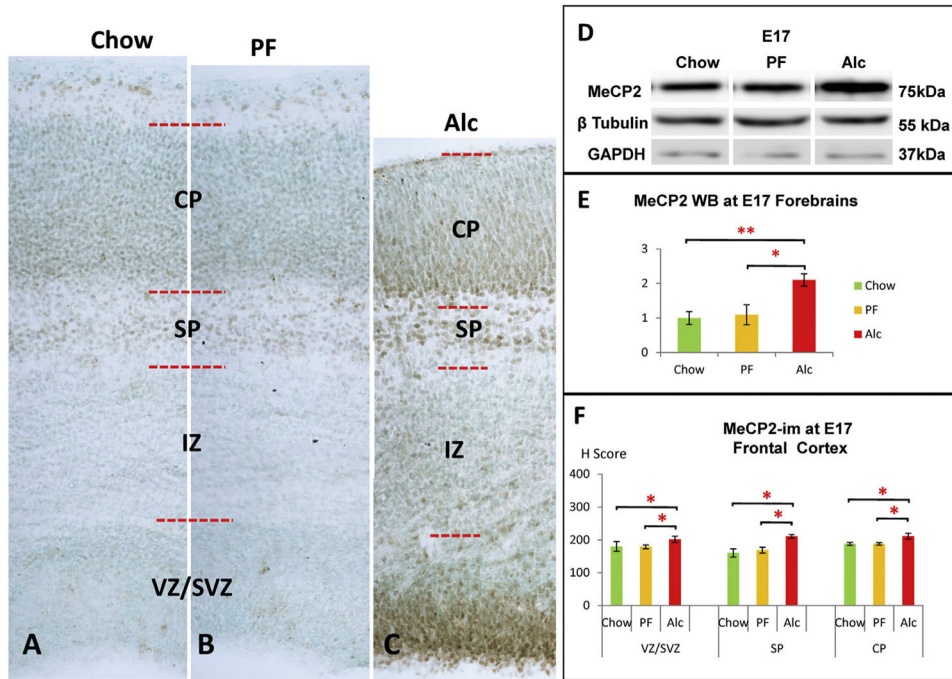 Chow
PF
Alc
CP
CP
SP
SP
IZ
IZ
VZ/SVZ
A
B
C
D
E17
Chow PF Alc
MeCP2 75kDa
β Tubulin 55 kDa
GAPDH 37kDa
E
MeCP2 WB at E17 Forebrains
**
*
3
2
1
0
Chow PF Alc
Chow
PF
Alc
F
MeCP2-im at E17
Frontal Cortex
H Score
400
300
200
100
0
* * *
* * *
Chow PF Alc Chow PF Alc Chow PF Alc
VZ/SVZ SP CP